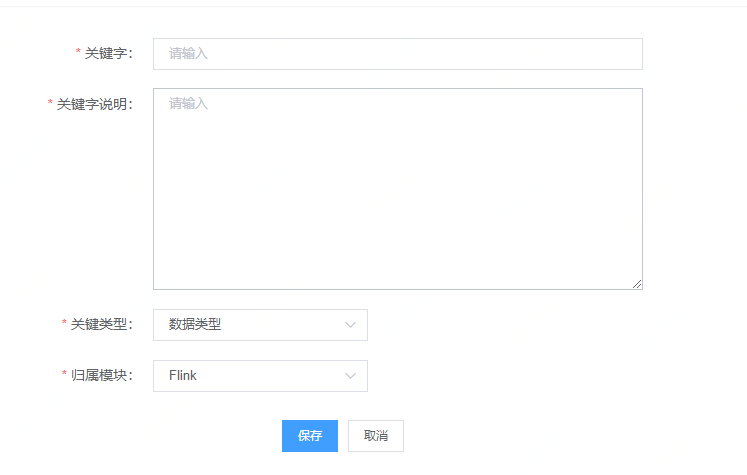 * 关键字： 请输入
* 关键字说明： 请输入
* 关键类型： 数据类型
* 归属模块： Flink
保存 取消